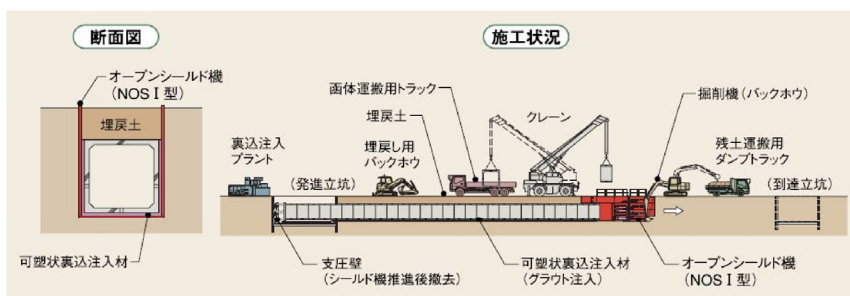 断面図
オープンシールド機
(NOSⅠ型)
埋戻土
可塑状裏込注入材
施工状況
函体運搬用トラック
埋戻土
クレーン
掘削機(バックホウ)
裏込注入
プラント
(発進立坑)
埋戻し用
バックホウ
残土運搬用
ダンプトラック
(到達立坑)
支圧壁
(シールド機推進後撤去)
可塑状裏込注入材
(グラウト注入)
オープンシールド機
(NOSⅠ型)